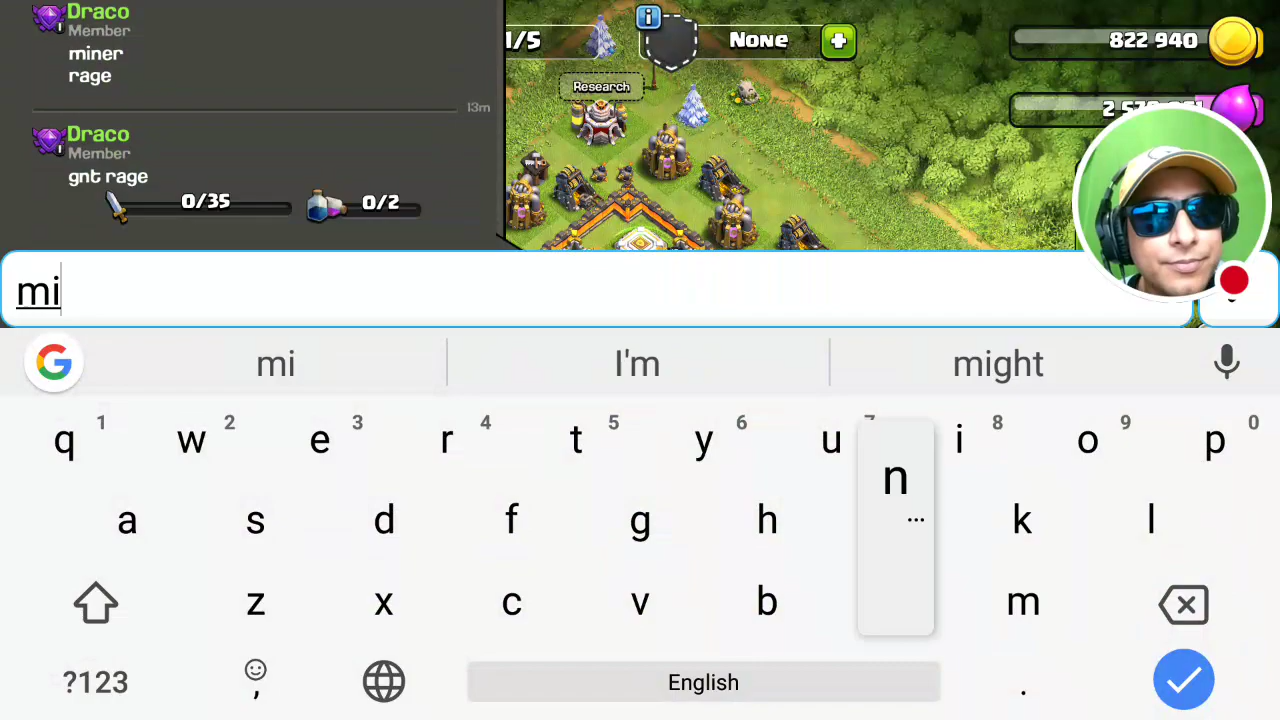 Draco
Member
miner
rage
13m
Draco
Member
gnt rage
0/35 0/2
1/5 i None +
822 940
Research
mi
G mi I'm might
q 1 w 2 e 3 r 4 t 5 y 6 u 7 i 8 o 9 p 0
a s d f g h k l
n ...
z x c v b m
?123 , English .